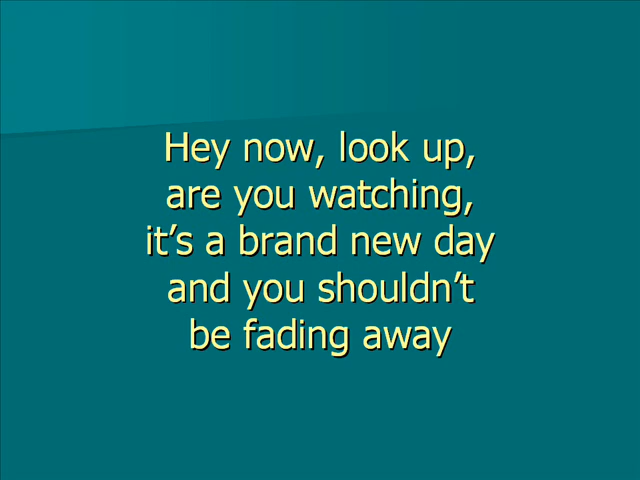 Hey now, look up,
are you watching,
it’s a brand new day
and you shouldn’t
be fading away